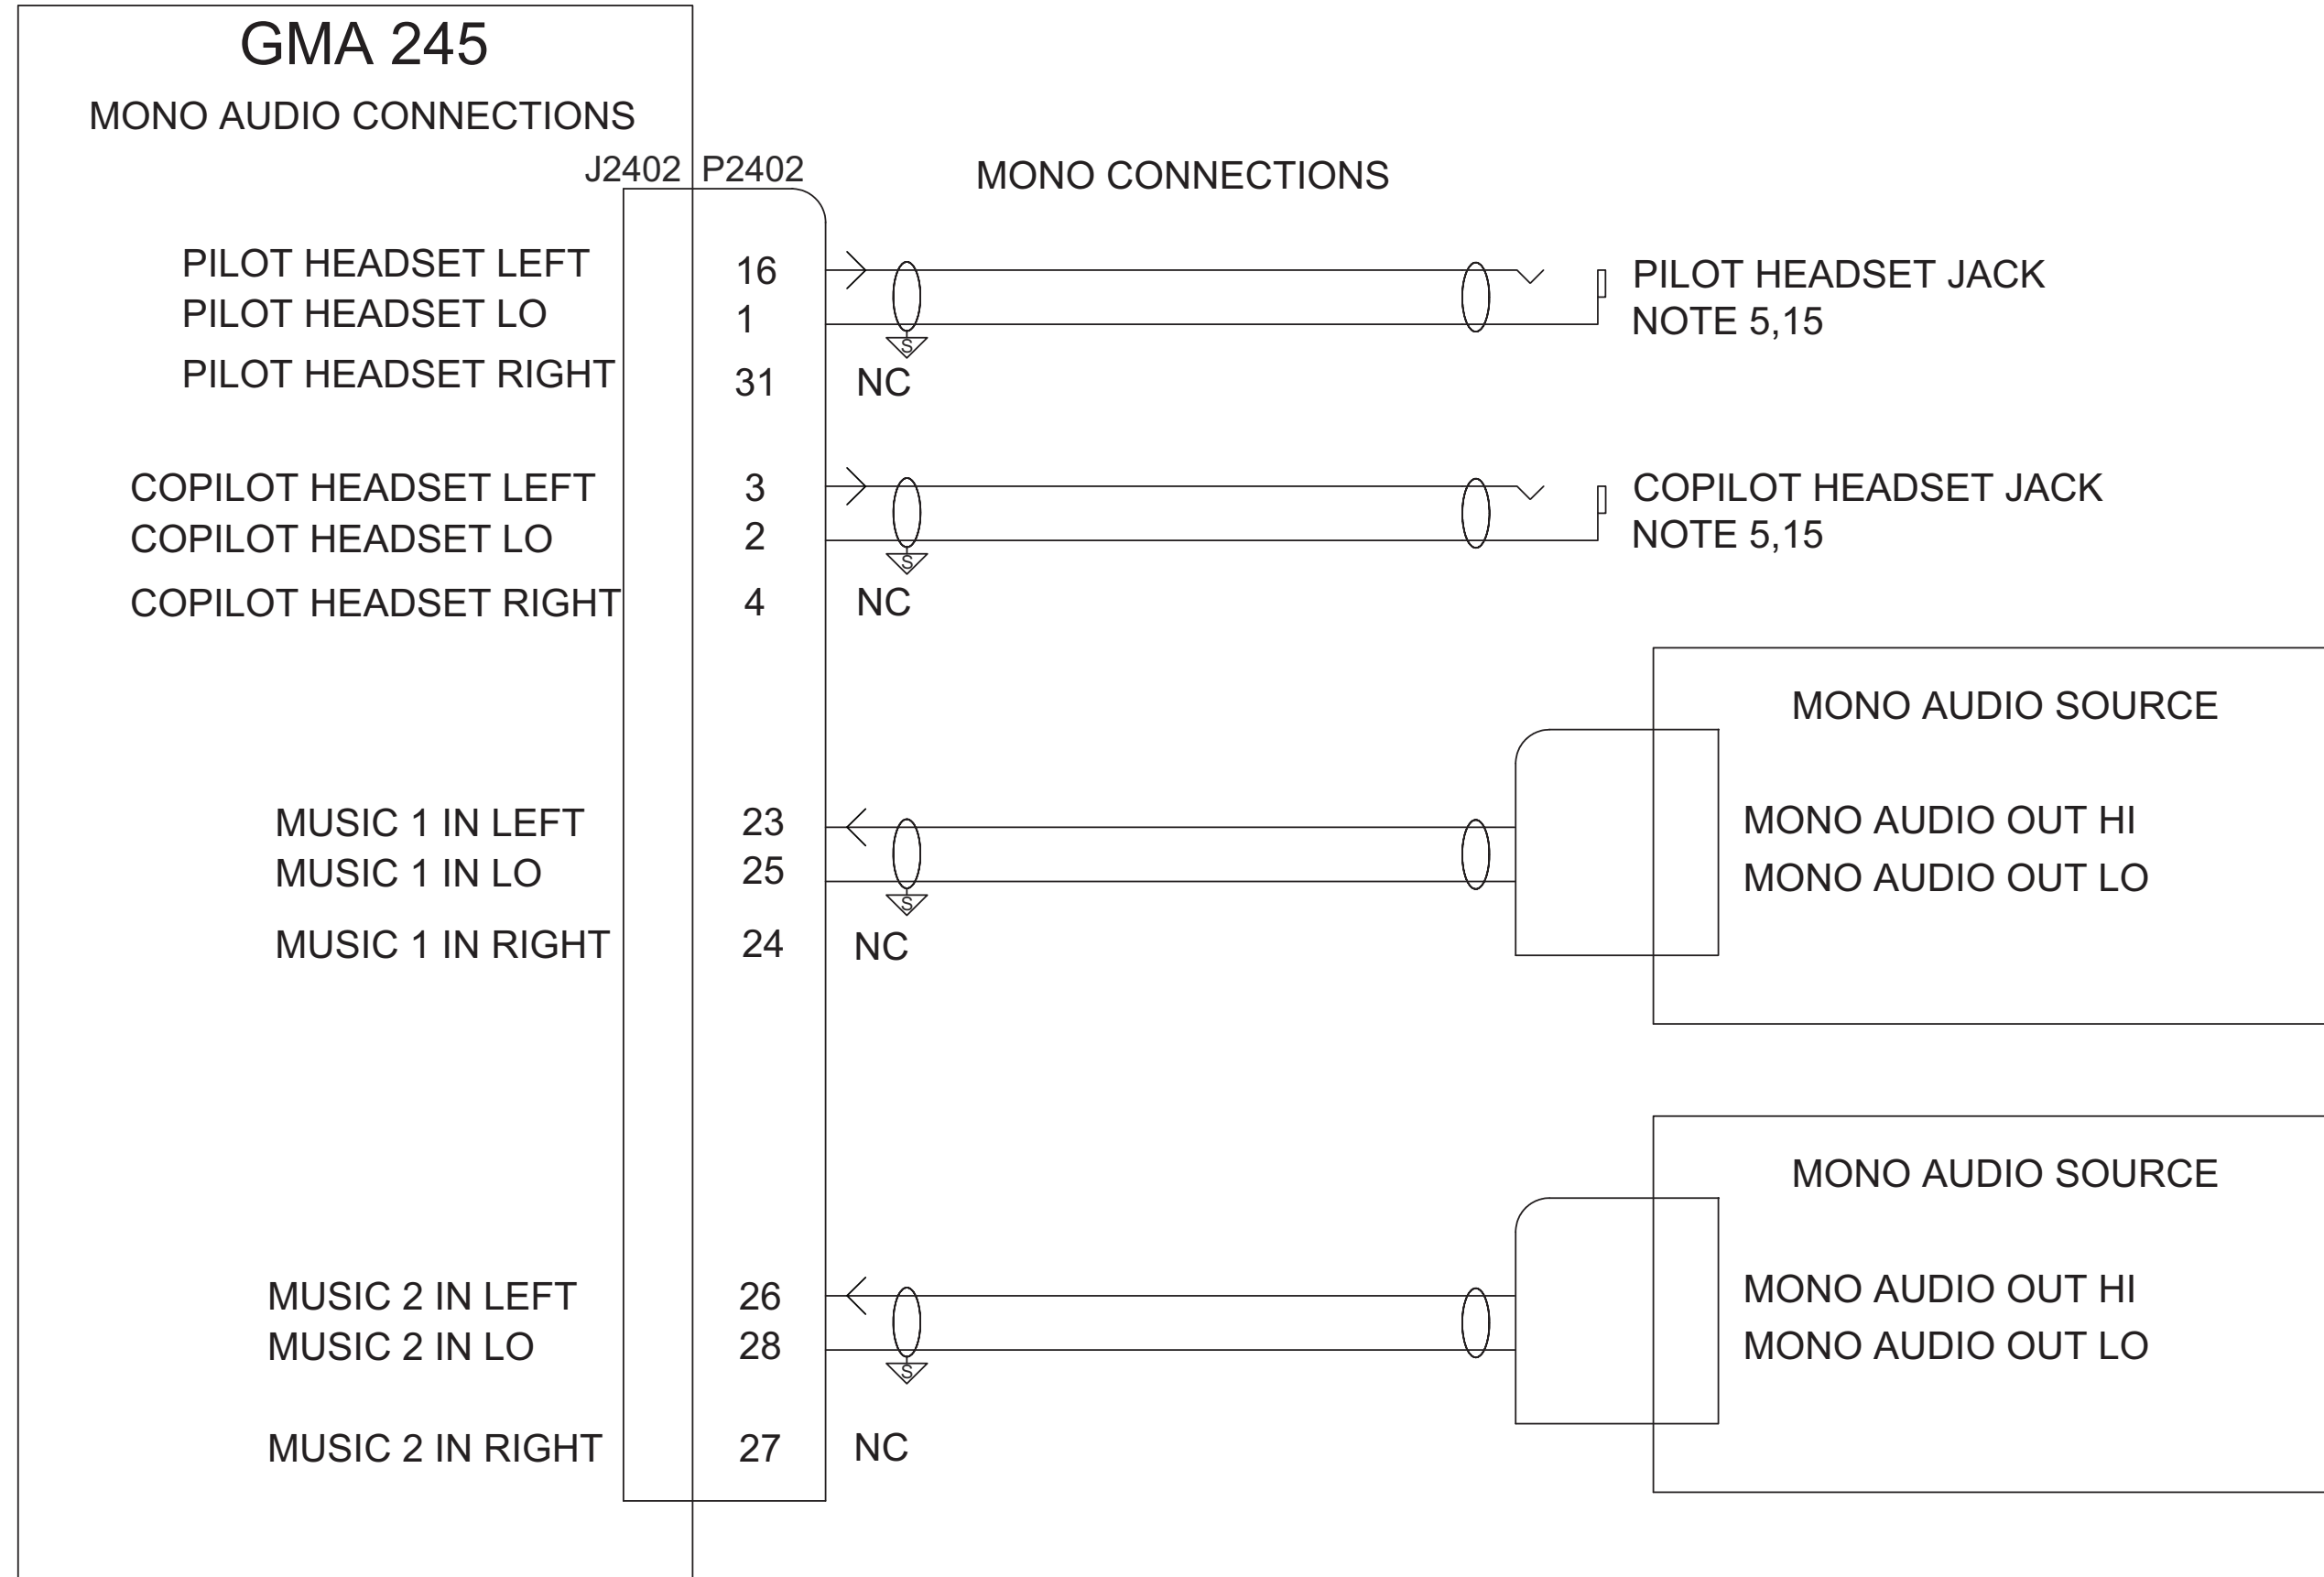 GMA 245
MONO AUDIO CONNECTIONS
J2402 P2402
MONO CONNECTIONS
PILOT HEADSET LEFT 16
PILOT HEADSET LO 1
PILOT HEADSET JACK
NOTE 5,15
S
PILOT HEADSET RIGHT 31 NC
COPILOT HEADSET LEFT 3 COPILOT HEADSET JACK
COPILOT HEADSET LO 2 NOTE 5,15
S
COPILOT HEADSET RIGHT 4 NC
MONO AUDIO SOURCE
MUSIC 1 IN LEFT 23 MONO AUDIO OUT HI
MUSIC 1 IN LO 25 MONO AUDIO OUT LO
S
MUSIC 1 IN RIGHT 24 NC
MONO AUDIO SOURCE
MUSIC 2 IN LEFT 26 MONO AUDIO OUT HI
MUSIC 2 IN LO 28 MONO AUDIO OUT LO
S
MUSIC 2 IN RIGHT 27 NC